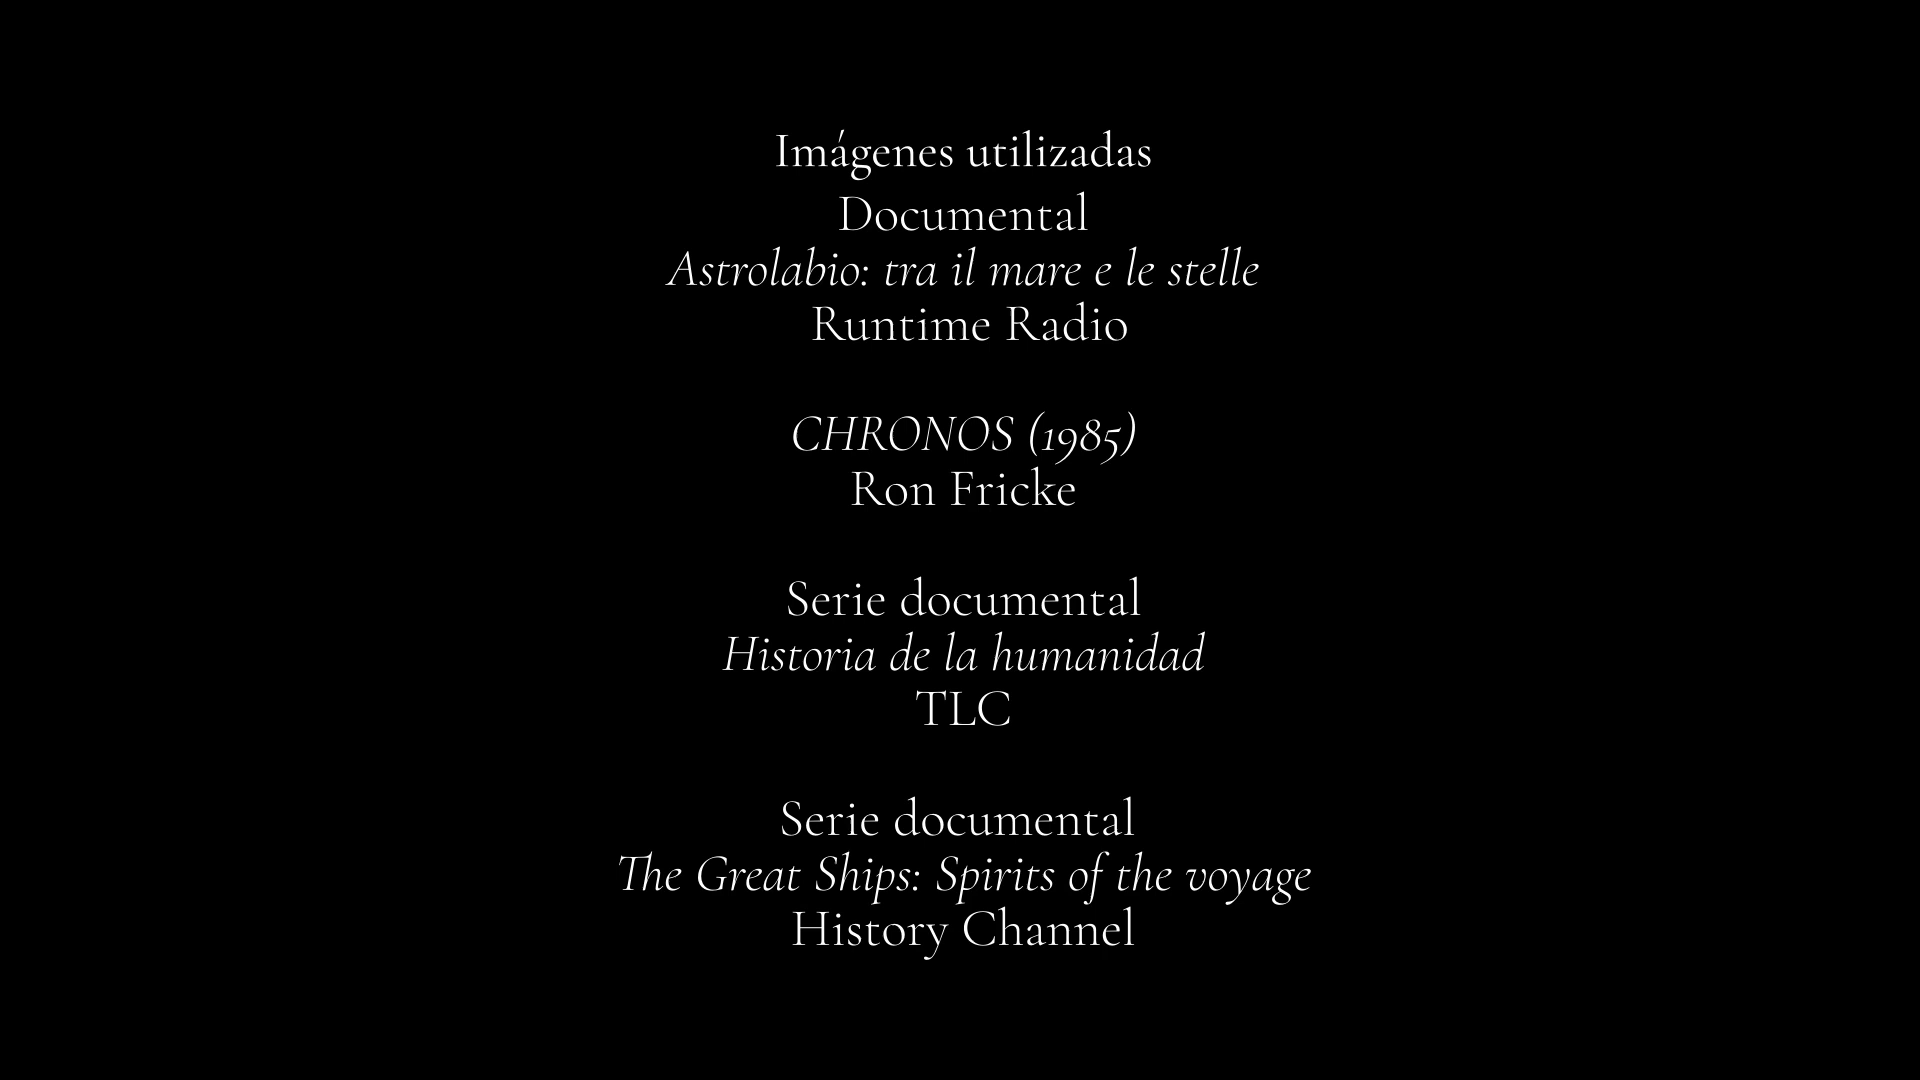 Imágenes utilizadas
Documental
Astrolabio: tra il mare e le stelle
Runtime Radio
CHRONOS (1985)
Ron Fricke
Serie documental
Historia de la humanidad
TLC
Serie documental
The Great Ships: Spirits of the voyage
History Channel